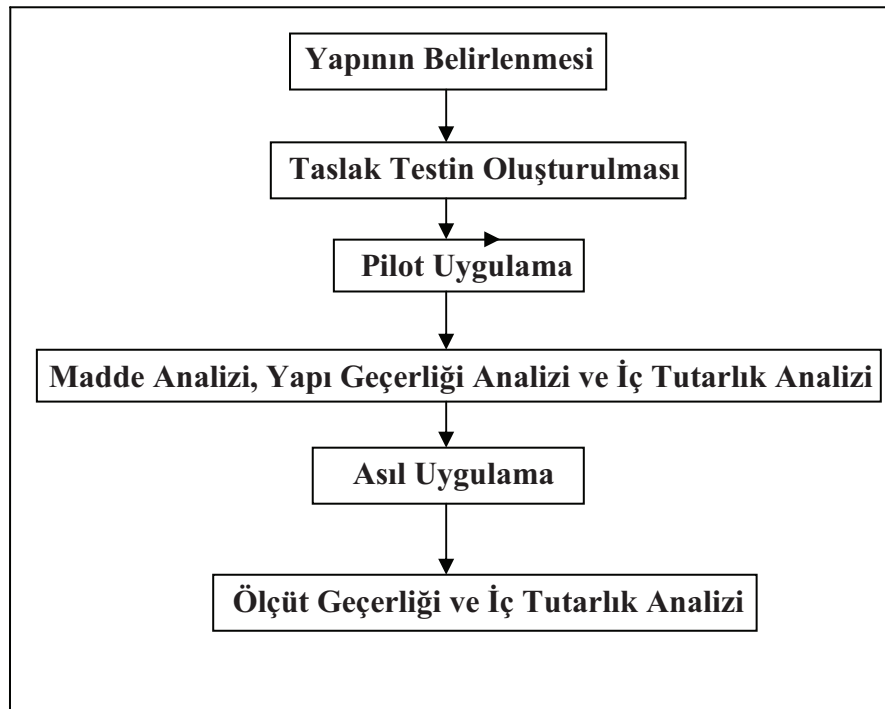 Yapının Belirlenmesi
Taslak Testin Oluşturulması
Pilot Uygulama
Madde Analizi, Yapı Geçerliği Analizi ve İç Tutarlık Analizi
Asıl Uygulama
Ölçüt Geçerliği ve İç Tutarlık Analizi